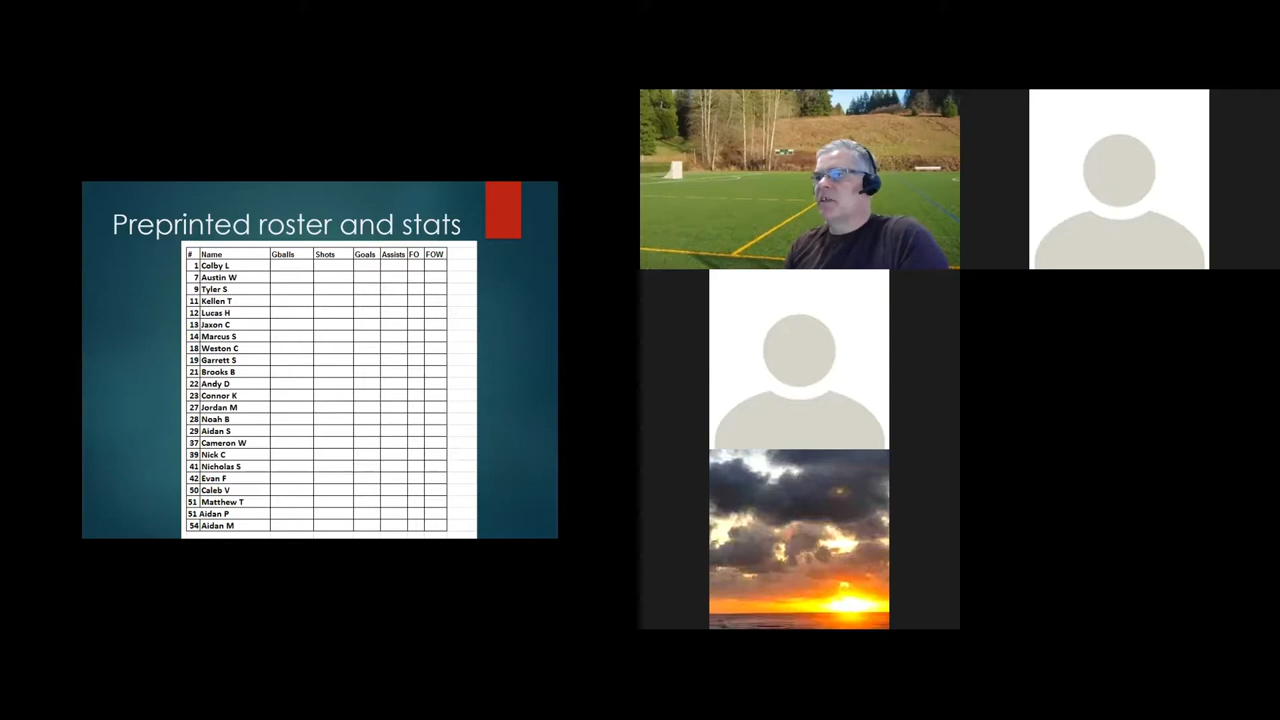 Preprinted roster and stats
# Name Gballs Shots Goals Assists FO FOW
1 Colby L
7 Austin W
9 Tyler S
11 Kellen T
12 Lucas H
13 Jaxon C
14 Marcus S
18 Weston C
19 Garrett S
21 Brooks B
22 Andy D
23 Connor K
27 Jordan M
28 Noah B
29 Aidan S
37 Cameron W
39 Nick C
41 Nicholas S
42 Evan F
50 Caleb V
51 Matthew T
51 Aidan P
54 Aidan M